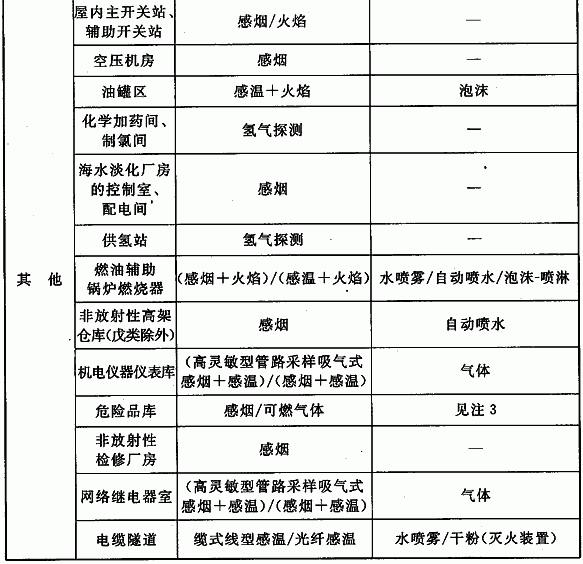 屋内主开关站、
辅助开关站
感烟/火焰
—
空压机房
感烟
—
油罐区
感温＋火焰
泡沫
化学加药间、
制氯间
氢气探测
—
海水淡化厂房
的控制室、
配电间
感烟
—
供氢站
氢气探测
—
其他
燃油辅助
锅炉燃烧器
(感烟＋火焰)/(感温＋火焰)
水喷雾/自动喷水/泡沫-喷淋
非放射性高架
仓库(戊类除外)
感烟
自动喷水
机电仪器仪表库
(高灵敏型管路采样吸气式
感烟＋感温)/(感烟＋感温)
气体
危险品库
感烟/可燃气体
见注3
非放射性
检修厂房
感烟
—
网络继电器室
(高灵敏型管路采样吸气式
感烟＋感温)/(感烟＋感温)
气体
电缆隧道
缆式线型感温/光纤感温
水喷雾/干粉(灭火装置)